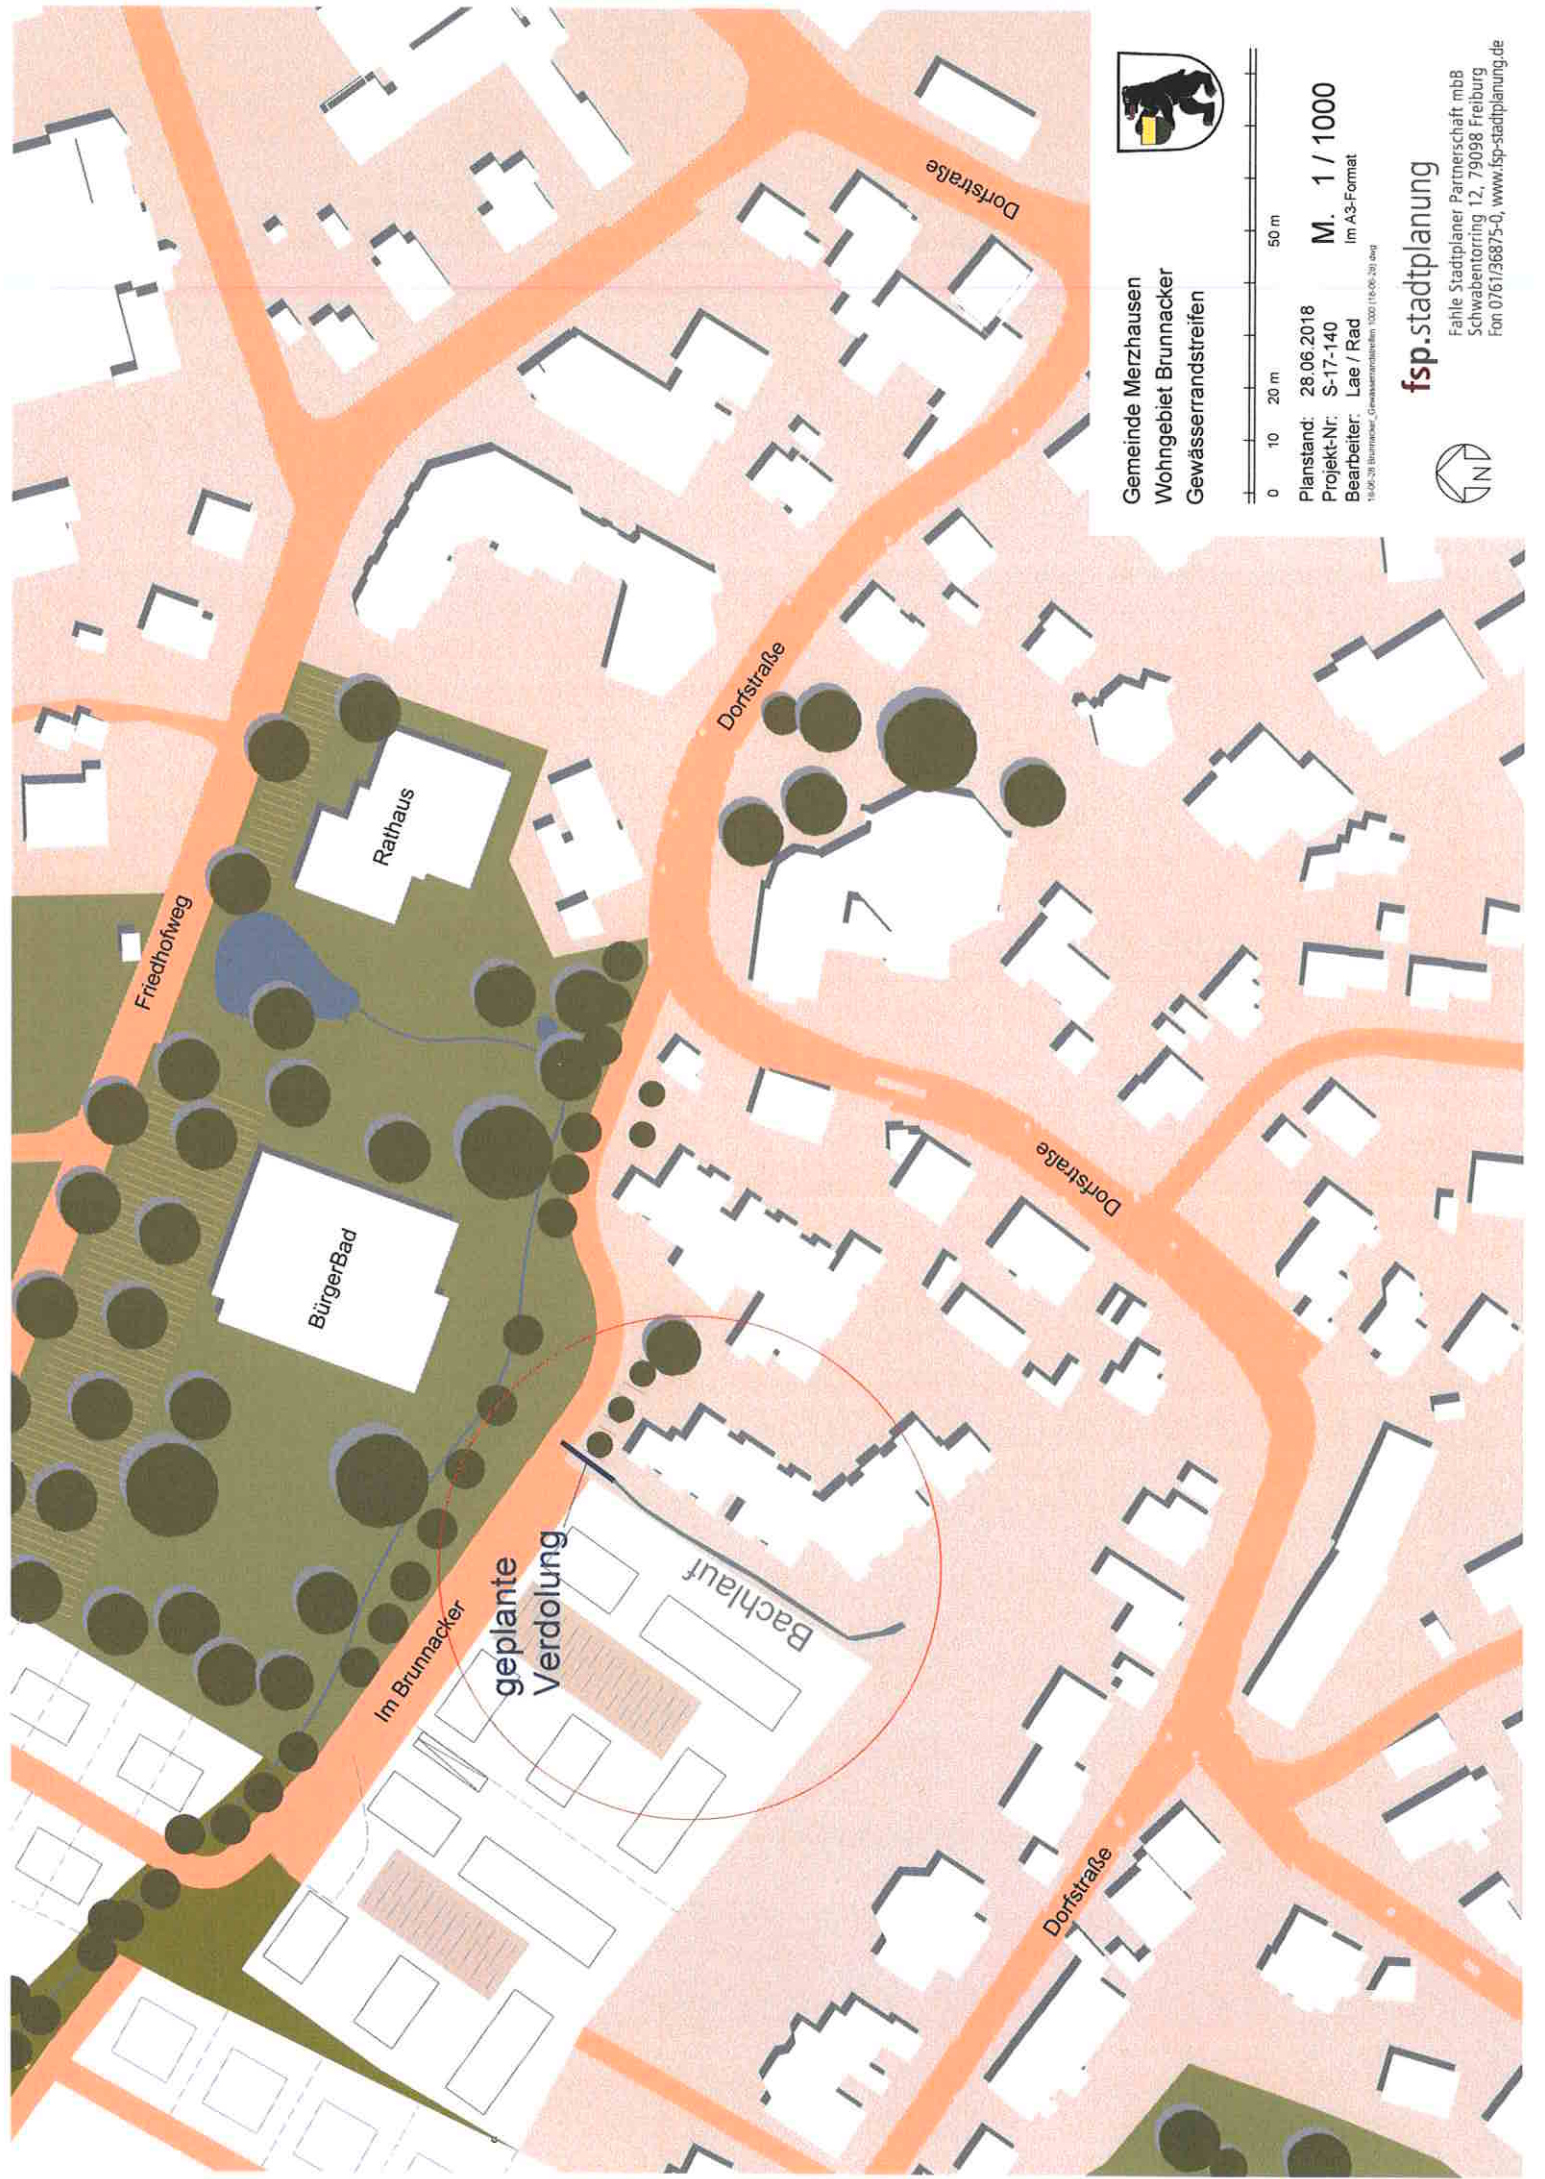 Gemeinde Merzhausen
Wohngebiet Brunnacker
Gewässerrandstreifen
0 10 20 m 50 m
Planstand: 28.06.2018
Projekt-Nr: S-17-140
Bearbeiter: Lae / Rad
M. 1 / 1000
Im A3-Format
fsp.stadtplanung
Fahle Stadtplaner Partnerschaft mbB
Schwabentorring 12, 79098 Freiburg
Fon 0761/36875-0, www.fsp-stadtplanung.de
N
Dorfstraße
Dorfstraße
Rathaus
Friedhofweg
Dorfstraße
BürgerBad
geplante
Verdolung
Bachlauf
Im Brunnacker
Dorfstraße